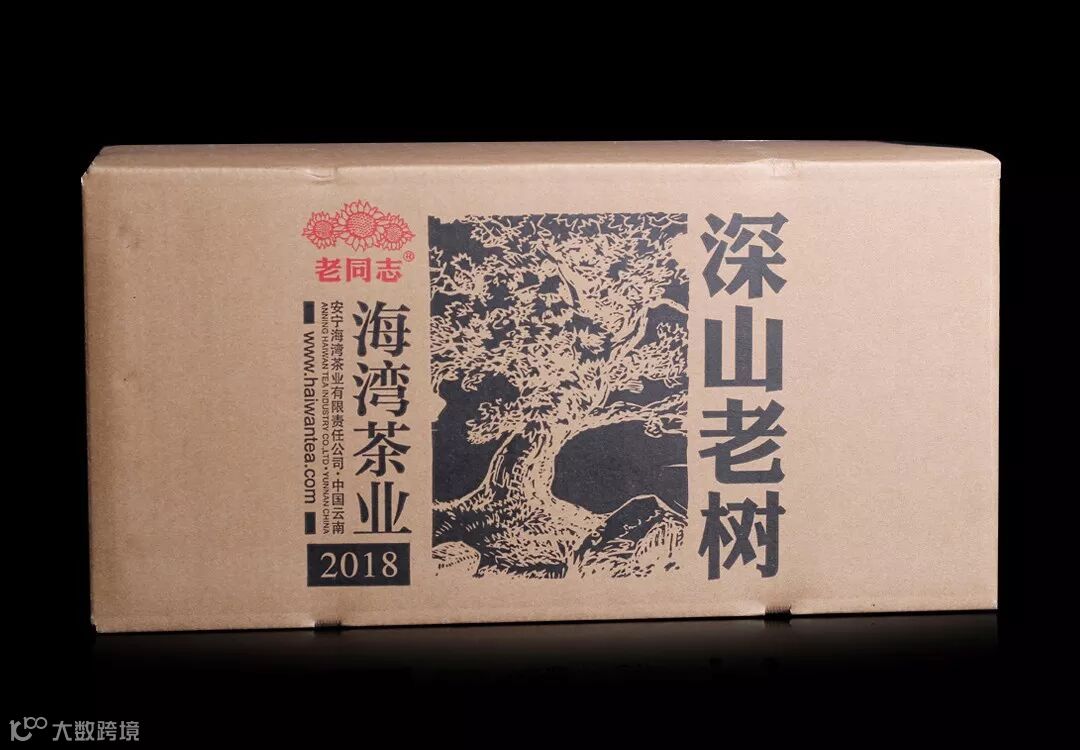 深山老树
老同志®
海湾茶业
安宁海湾茶业有限责任公司·中国云南
ANNING HAIWAN TEA INDUSTRY CO.,LTD·YUNNAN CHINA
www.haiwantea.com
2018
大数跨境